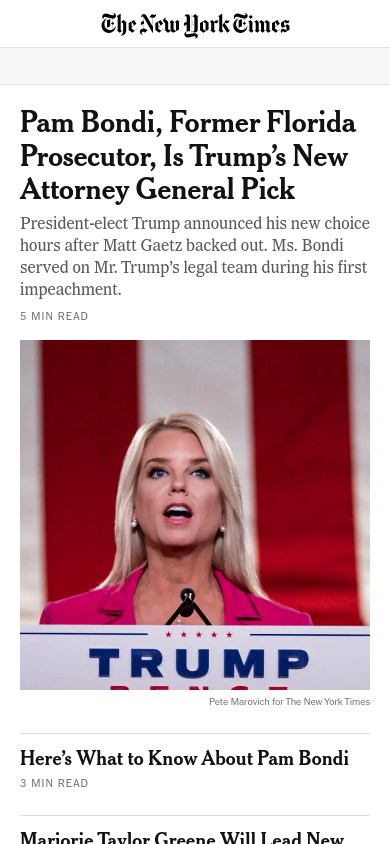 The New York Times
Pam Bondi, Former Florida
Prosecutor, Is Trump’s New
Attorney General Pick
President-elect Trump announced his new choice
hours after Matt Gaetz backed out. Ms. Bondi
served on Mr. Trump’s legal team during his first
impeachment.
5 MIN READ
TRUMP
PENCE
Pete Marovich for The New York Times
Here’s What to Know About Pam Bondi
3 MIN READ
Marjorie Taylor Greene Will Lead New